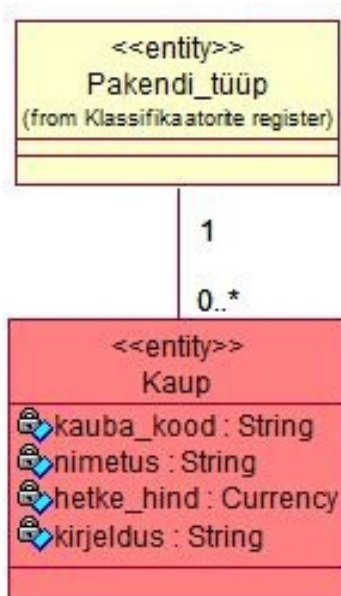 <<entity>>
Pakendi_tüüp
(from Klassifikaatorite register)
1
0..*
<<entity>>
Kaup
kauba_kood : String
nimetus : String
hetke_hind : Currency
kirjeldus : String